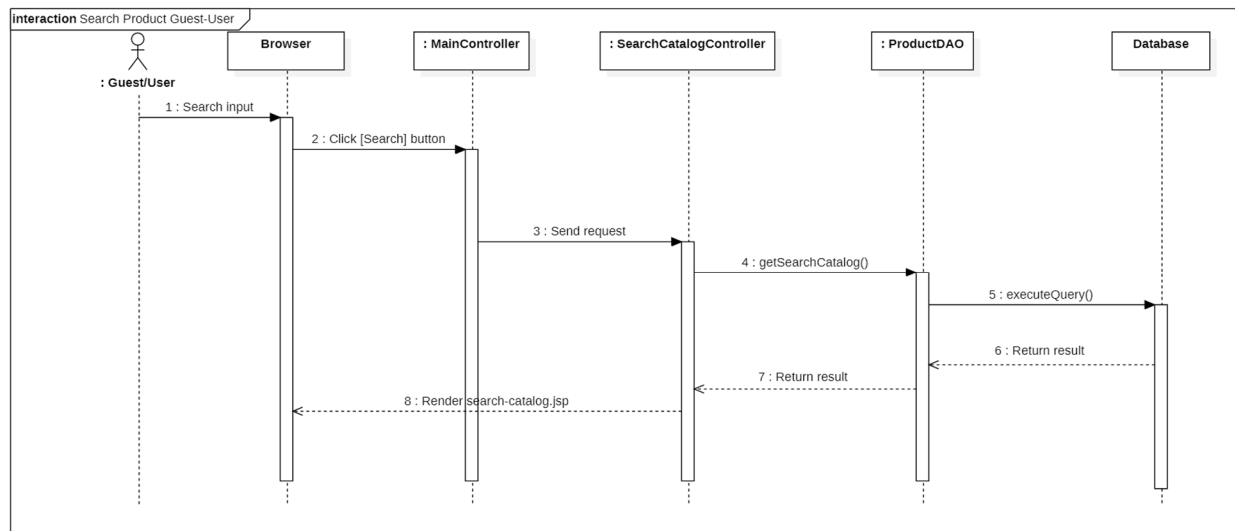 interaction Search Product Guest-User
Browser
: MainController
: SearchCatalogController
: ProductDAO
Database
: Guest/User
1 : Search input
2 : Click [Search] button
3 : Send request
4 : getSearchCatalog()
5 : executeQuery()
6 : Return result
7 : Return result
8 : Render search-catalog.jsp